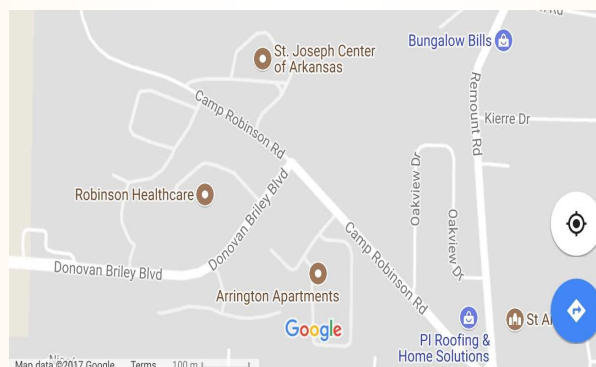 St. Joseph Center
of Arkansas
Bungalow Bills
Remount Rd
Kierre Dr
Camp Robinson Rd
Robinson Healthcare
Donovan Briley Blvd
Oakview Dr
Oakview Dr
Donovan Briley Blvd
Camp Robinson Rd
Arrington Apartments
Google
PI Roofing &
Home Solutions
Map data ©2017 Google Terms 100 m